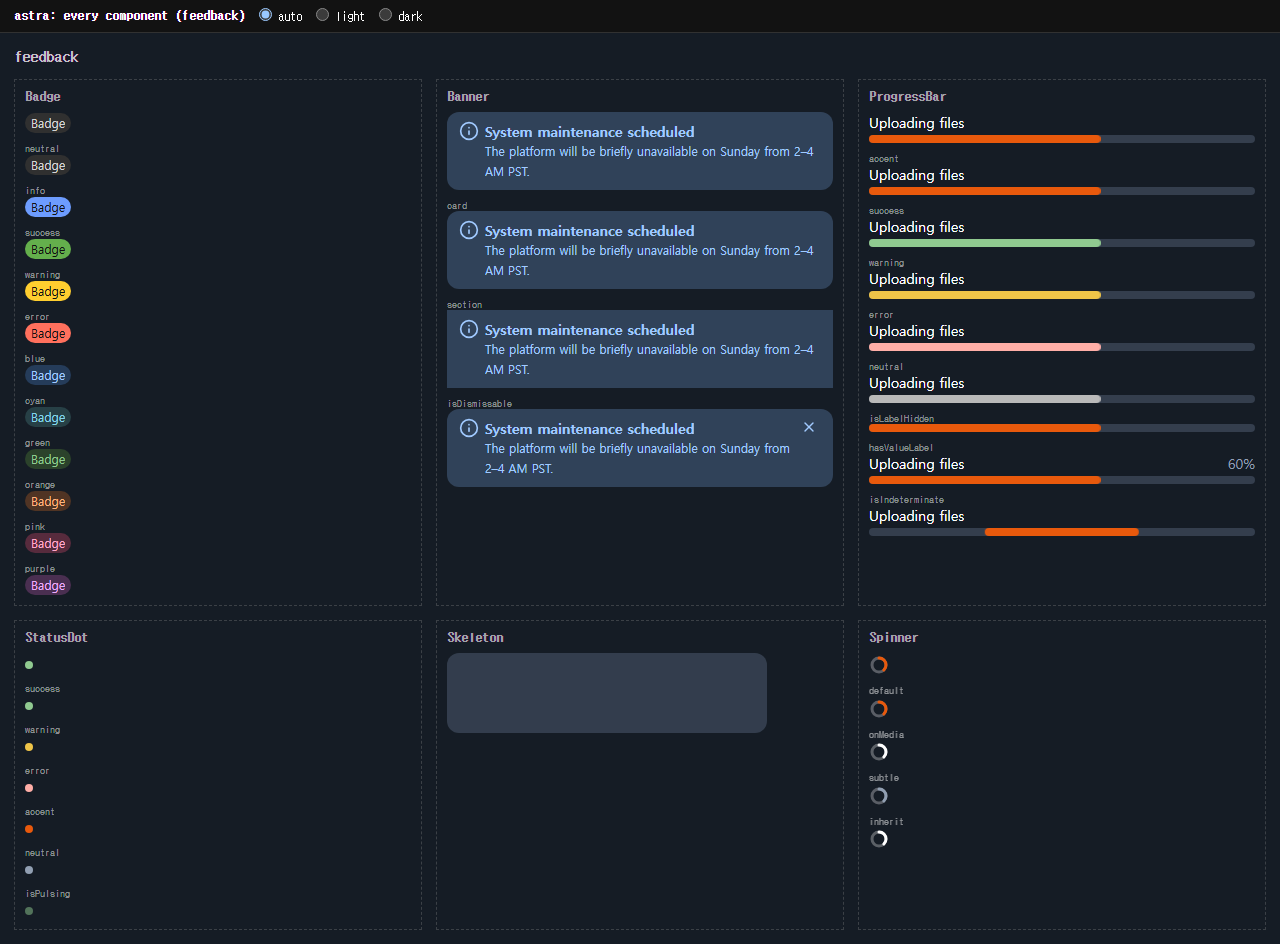 astra: every component (feedback)
auto
light
dark
feedback
Badge
Badge
neutral
Badge
info
Badge
success
Badge
warning
Badge
error
Badge
blue
Badge
cyan
Badge
green
Badge
orange
Badge
pink
Badge
purple
Badge
Banner
System maintenance scheduled
The platform will be briefly unavailable on Sunday from 2–4
AM PST.
card
System maintenance scheduled
The platform will be briefly unavailable on Sunday from 2–4
AM PST.
section
System maintenance scheduled
The platform will be briefly unavailable on Sunday from 2–4
AM PST.
isDismissable
System maintenance scheduled
The platform will be briefly unavailable on Sunday from
2–4 AM PST.
ProgressBar
Uploading files
accent
Uploading files
success
Uploading files
warning
Uploading files
error
Uploading files
neutral
Uploading files
isLabelHidden
hasValueLabel
Uploading files 60%
isIndeterminate
Uploading files
StatusDot
success
warning
error
accent
neutral
isPulsing
Skeleton
Spinner
default
onMedia
subtle
inherit